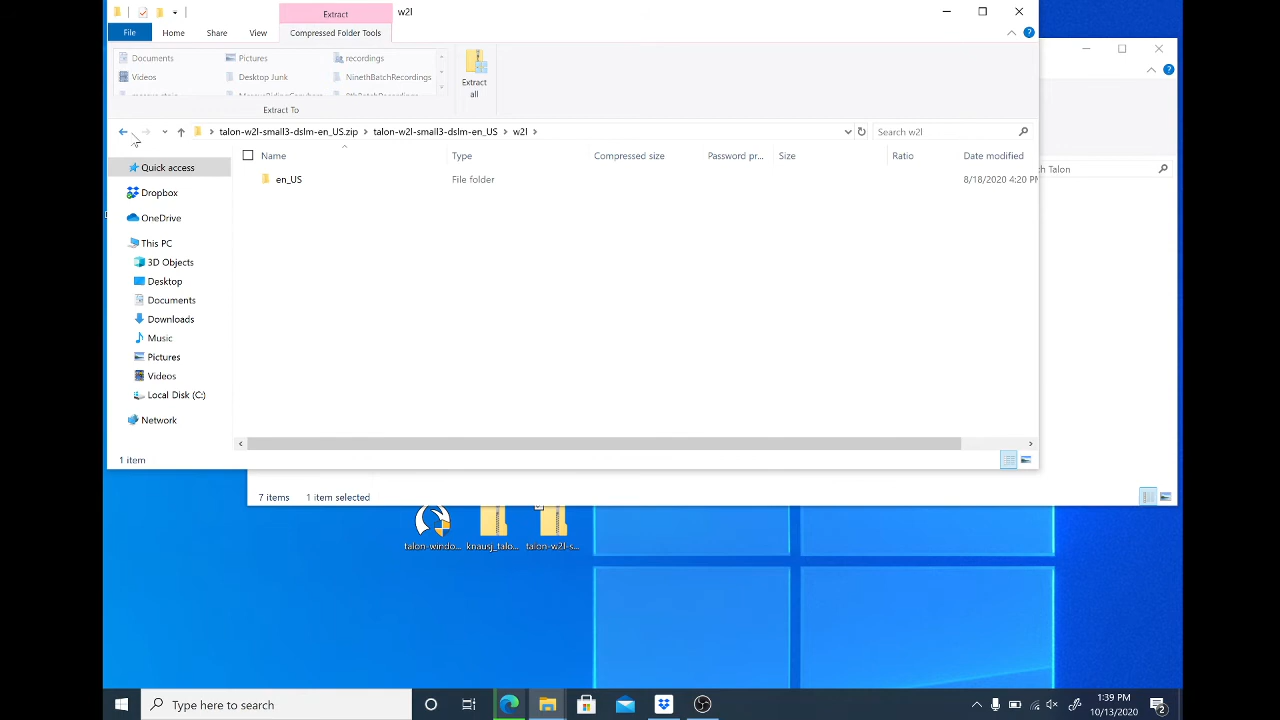 Extract
w2l
File
Home
Share
View
Compressed Folder Tools
Documents
Pictures
recordings
Videos
Desktop Junk
NinethBatchRecordings
Extract all
Extract To
talon-w2l-small3-dslm-en_US.zip > talon-w2l-small3-dslm-en_US > w2l >
Search w2l
Name
Type
Compressed size
Password pr...
Size
Ratio
Date modified
en_US
File folder
8/18/2020 4:20 PM
Quick access
Dropbox
OneDrive
This PC
3D Objects
Desktop
Documents
Downloads
Music
Pictures
Videos
Local Disk (C:)
Network
1 item
Talon
7 items
1 item selected
talon-windo...
knausj_talo...
talon-w2l-s...
Type here to search
1:39 PM
10/13/2020
2